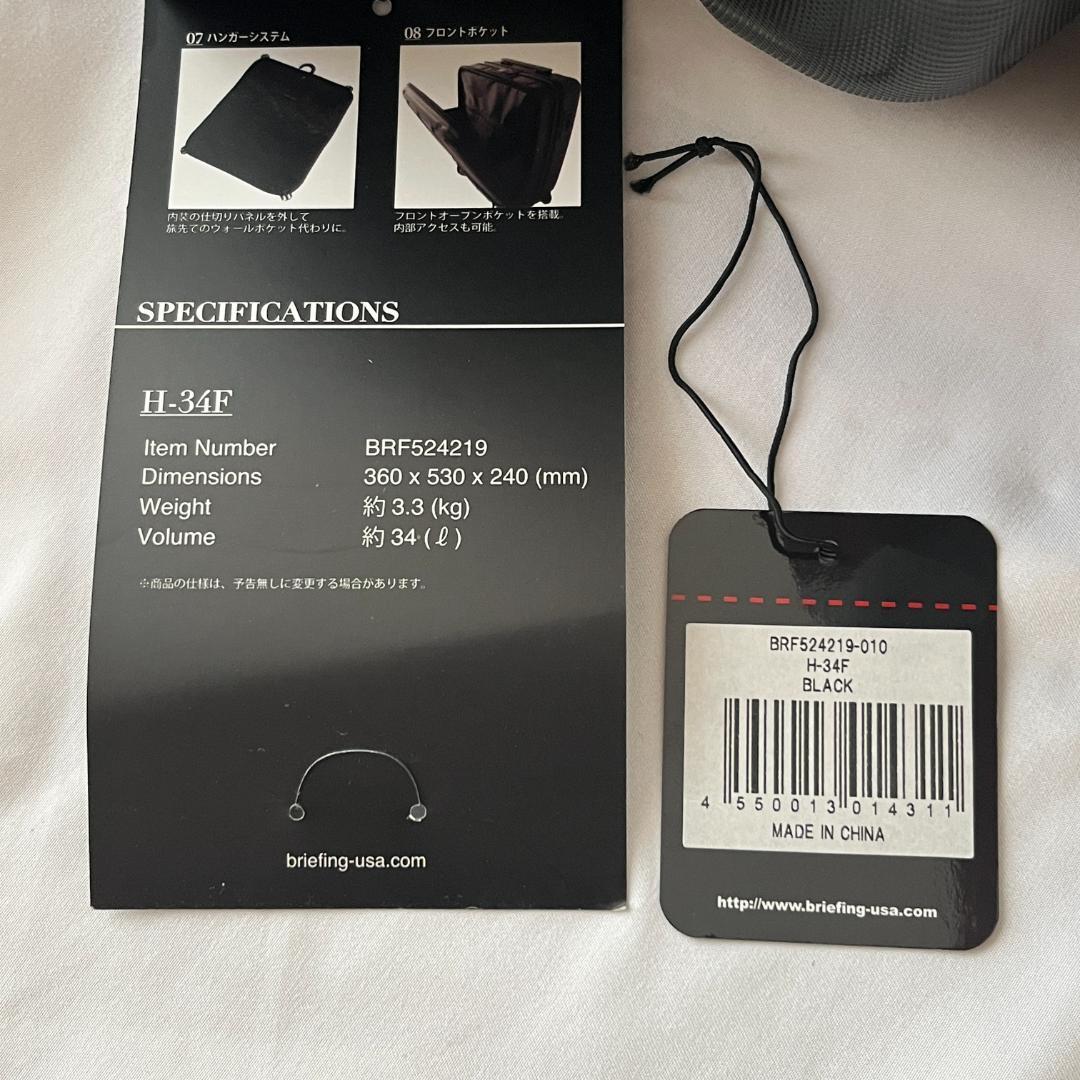 07 ハンガーシステム
08 フロントポケット
内装の仕切りパネルを外して
旅先でのウォールポケット代わりに。
フロントオープンポケットを搭載。
内部アクセスも可能。
SPECIFICATIONS
H-34F
Item Number BRF524219
Dimensions 360 x 530 x 240 (mm)
Weight 約 3.3 (kg)
Volume 約 34 (ℓ)
※商品の仕様は、予告無しに変更する場合があります。
briefing-usa.com
BRF524219-010
H-34F
BLACK
4 550013 014311
MADE IN CHINA
http://www.briefing-usa.com